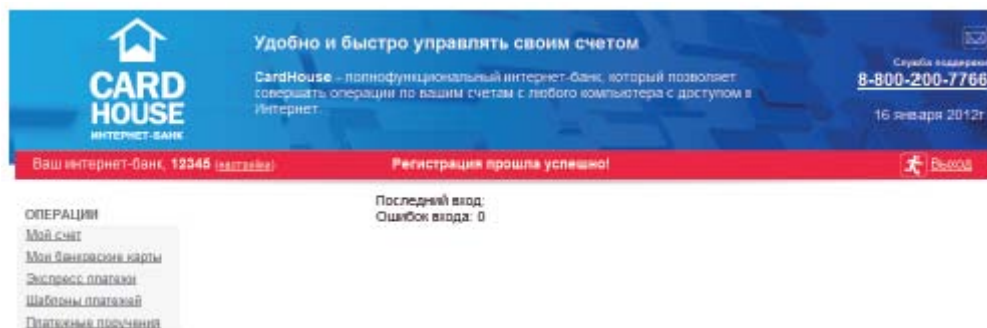 CARD
HOUSE
ИНТЕРНЕТ-БАНК
Удобно и быстро управлять своим счетом
CardHouse - полнофункциональный интернет-банк, который позволяет
совершать операции по вашим счетам с любого компьютера с доступом в
Интернет.
Служба поддержки
8-800-200-7766
16 января 2012г
Ваш интернет-банк, 12345 (настройка)
Регистрация прошла успешно!
Выход
Последний вход:
Ошибок входа: 0
ОПЕРАЦИИ
Мой счет
Мои банковские карты
Экспресс платежи
Шаблоны платежей
Платежные поручения